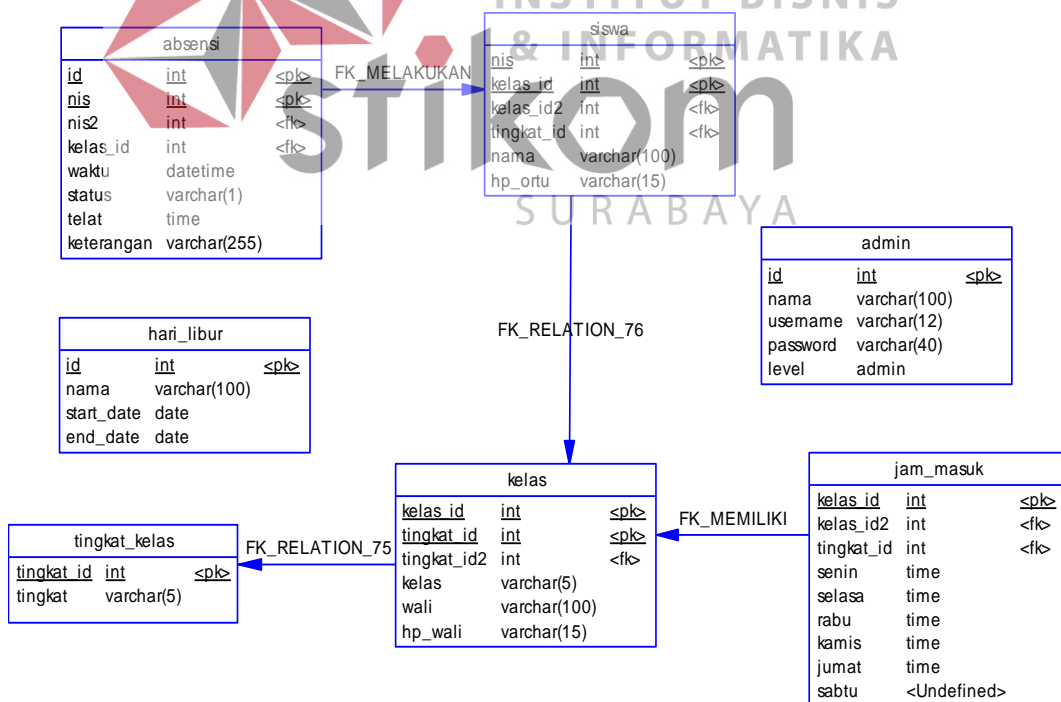 INSTITUT BISNIS
& INFORMATIKA
stikom
SURABAYA
absensi
id int <pk>
nis int <pk>
nis2 int <fk>
kelas_id int <fk>
waktu datetime
status varchar(1)
telat time
keterangan varchar(255)
FK_MELAKUKAN
siswa
nis int <pk>
kelas_id int <pk>
kelas_id2 int <fk>
tingkat_id int <fk>
nama varchar(100)
hp_ortu varchar(15)
admin
id int <pk>
nama varchar(100)
username varchar(12)
password varchar(40)
level admin
hari_libur
id int <pk>
nama varchar(100)
start_date date
end_date date
FK_RELATION_76
kelas
kelas_id int <pk>
tingkat_id int <pk>
tingkat_id2 int <fk>
kelas varchar(5)
wali varchar(100)
hp_wali varchar(15)
FK_MEMILIKI
jam_masuk
kelas_id int <pk>
kelas_id2 int <fk>
tingkat_id int <fk>
senin time
selasa time
rabu time
kamis time
jumat time
sabtu <Undefined>
tingkat_kelas
tingkat_id int <pk>
tingkat varchar(5)
FK_RELATION_75